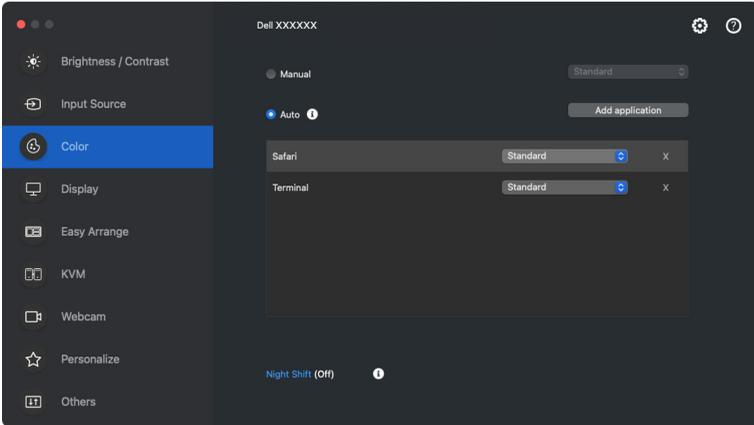 Dell XXXXXX
Brightness / Contrast
Input Source
Color
Display
Easy Arrange
KVM
Webcam
Personalize
Others
Manual
Standard
Auto
Add application
Safari
Standard
X
Terminal
Standard
X
Night Shift (Off)